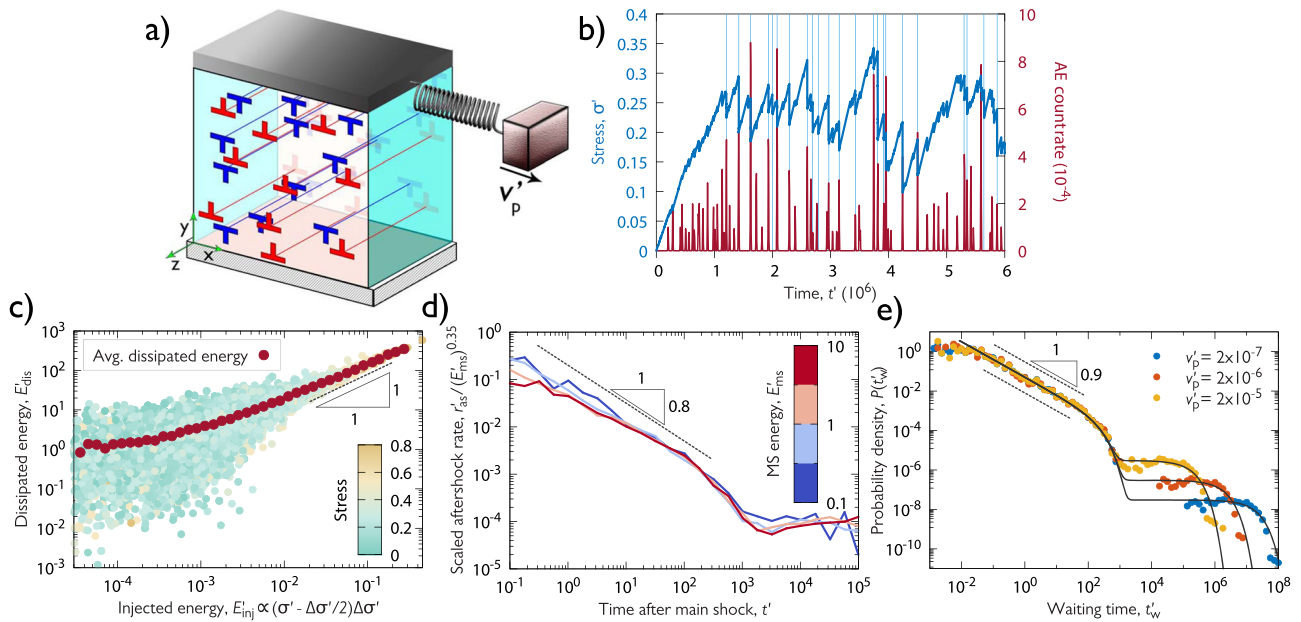 a)
y
z
x
v'p
b)
Stress, σ'
0.4
0.35
0.3
0.25
0.2
0.15
0.1
0.05
0
10
8
6
4
2
0
AE count rate (10⁻⁴)
0 1 2 3 4 5 6
Time, t' (10⁶)
c)
Dissipated energy, E'dis
10³
10²
10¹
10⁰
10⁻¹
10⁻²
10⁻³
Avg. dissipated energy
1
1
Stress
0.8
0.6
0.4
0.2
0
10⁻⁴ 10⁻³ 10⁻² 10⁻¹
Injected energy, E'inj ∝ (σ' - Δσ'/2)Δσ'
d)
Scaled aftershock rate, r'as/(E'ms)^0.35
10⁰
10⁻¹
10⁻²
10⁻³
10⁻⁴
10⁻⁵
1
0.8
MS energy, E'ms
10
1
0.1
10⁻¹ 10⁰ 10¹ 10² 10³ 10⁴ 10⁵
Time after main shock, t'
e)
Probability density, P(t'w)
10⁰
10⁻²
10⁻⁴
10⁻⁶
10⁻⁸
10⁻¹⁰
1
0.9
v'p = 2x10⁻⁷
v'p = 2x10⁻⁶
v'p = 2x10⁻⁵
10⁻² 10⁰ 10² 10⁴ 10⁶ 10⁸
Waiting time, t'w